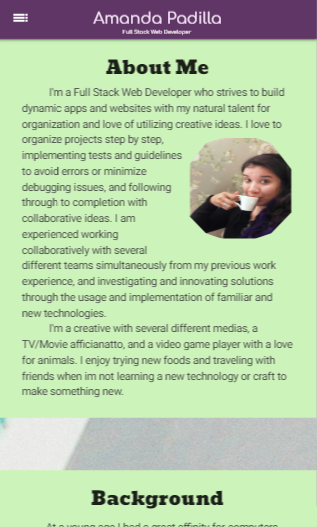 Amanda Padilla
Full Stack Web Developer
About Me
I'm a Full Stack Web Developer who strives to build
dynamic apps and websites with my natural talent for
organization and love of utilizing creative ideas. I love to
organize projects step by step,
implementing tests and guidelines
to avoid errors or minimize
debugging issues, and following
through to completion with
collaborative ideas. I am
experienced working
collaboratively with several
different teams simultaneously from my previous work
experience, and investigating and innovating solutions
through the usage and implementation of familiar and
new technologies.
I'm a creative with several different medias, a
TV/Movie afficianatto, and a video game player with a love
for animals. I enjoy trying new foods and traveling with
friends when im not learning a new technology or craft to
make something new.
Background
At a young age I had a great affinity for computers